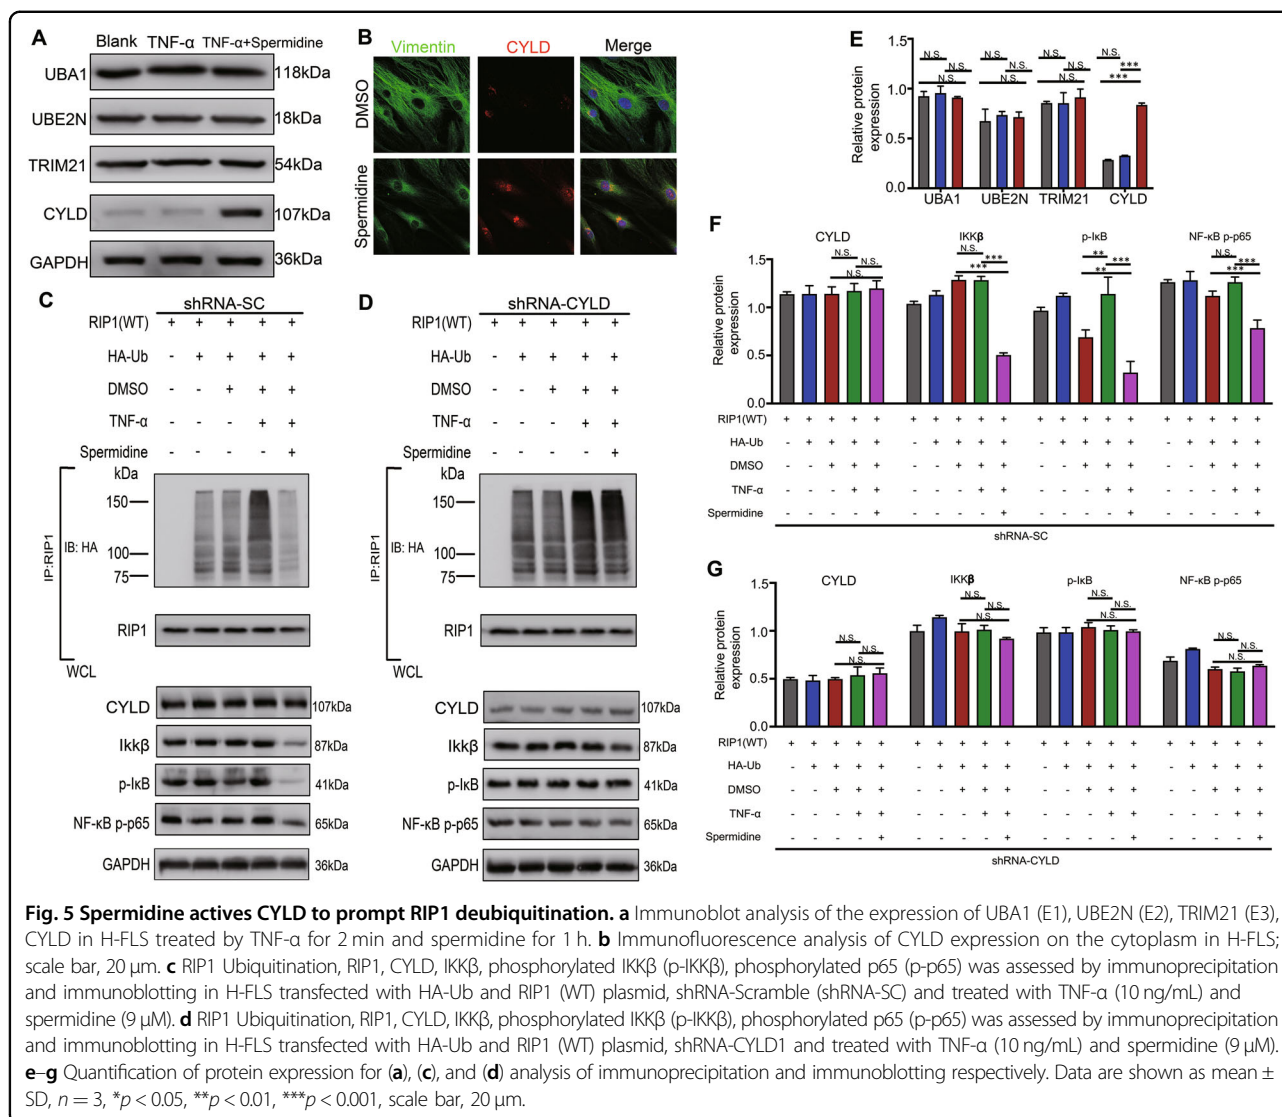 A
Blank TNF-α TNF-α+Spermidine
UBA1 118kDa
UBE2N 18kDa
TRIM21 54kDa
CYLD 107kDa
GAPDH 36kDa
B
Vimentin CYLD Merge
DMSO
Spermidine
C
shRNA-SC
RIP1(WT) + + + + +
HA-Ub - + + + +
DMSO - - + + +
TNF-α - - - + +
Spermidine - - - - +
kDa
150
100
75
IP:RIP1
IB: HA
RIP1
WCL
CYLD 107kDa
Ikkβ 87kDa
p-IκB 41kDa
NF-κB p-p65 65kDa
GAPDH 36kDa
D
shRNA-CYLD
RIP1(WT) + + + + +
HA-Ub - + + + +
DMSO - - + + +
TNF-α - - - + +
Spermidine - - - - +
kDa
150
100
75
IP:RIP1
IB: HA
RIP1
WCL
CYLD 107kDa
Ikkβ 87kDa
p-IκB 41kDa
NF-κB p-p65 65kDa
GAPDH 36kDa
E
Relative protein
expression
1.5
1.0
0.5
0.0
N.S. N.S. N.S. N.S.
N.S. N.S. N.S. ***
N.S. N.S. N.S. ***
UBA1 UBE2N TRIM21 CYLD
F
CYLD IKKβ p-IκB NF-κB p-p65
Relative protein
expression
1.5
1.0
0.5
0.0
N.S. N.S. ** N.S.
N.S. *** *** ***
N.S. *** ** ***
RIP1(WT) + + + + + + + + + + + + + + + + + + + +
HA-Ub - + + + + - + + + + - + + + + - + + + +
DMSO - - + + + - - + + + - - + + + - - + + +
TNF-α - - - + + - - - + + - - - + + - - - + +
Spermidine - - - - + - - - - + - - - - + - - - - +
shRNA-SC
G
CYLD IKKβ p-IκB NF-κB p-p65
Relative protein
expression
1.5
1.0
0.5
0.0
N.S. N.S. N.S. N.S.
N.S. N.S. N.S. N.S.
N.S. N.S. N.S. N.S.
RIP1(WT) + + + + + + + + + + + + + + + + + + + +
HA-Ub - + + + + - + + + + - + + + + - + + + +
DMSO - - + + + - - + + + - - + + + - - + + +
TNF-α - - - + + - - - + + - - - + + - - - + +
Spermidine - - - - + - - - - + - - - - + - - - - +
shRNA-CYLD
Fig. 5 Spermidine actives CYLD to prompt RIP1 deubiquitination. a Immunoblot analysis of the expression of UBA1 (E1), UBE2N (E2), TRIM21 (E3),
CYLD in H-FLS treated by TNF-α for 2 min and spermidine for 1 h. b Immunofluorescence analysis of CYLD expression on the cytoplasm in H-FLS;
scale bar, 20 μm. c RIP1 Ubiquitination, RIP1, CYLD, IKKβ, phosphorylated IKKβ (p-IKKβ), phosphorylated p65 (p-p65) was assessed by immunoprecipitation
and immunoblotting in H-FLS transfected with HA-Ub and RIP1 (WT) plasmid, shRNA-Scramble (shRNA-SC) and treated with TNF-α (10 ng/mL) and
spermidine (9 μM). d RIP1 Ubiquitination, RIP1, CYLD, IKKβ, phosphorylated IKKβ (p-IKKβ), phosphorylated p65 (p-p65) was assessed by immunoprecipitation
and immunoblotting in H-FLS transfected with HA-Ub and RIP1 (WT) plasmid, shRNA-CYLD1 and treated with TNF-α (10 ng/mL) and spermidine (9 μM).
e–g Quantification of protein expression for (a), (c), and (d) analysis of immunoprecipitation and immunoblotting respectively. Data are shown as mean ±
SD, n = 3, *p < 0.05, **p < 0.01, ***p < 0.001, scale bar, 20 μm.